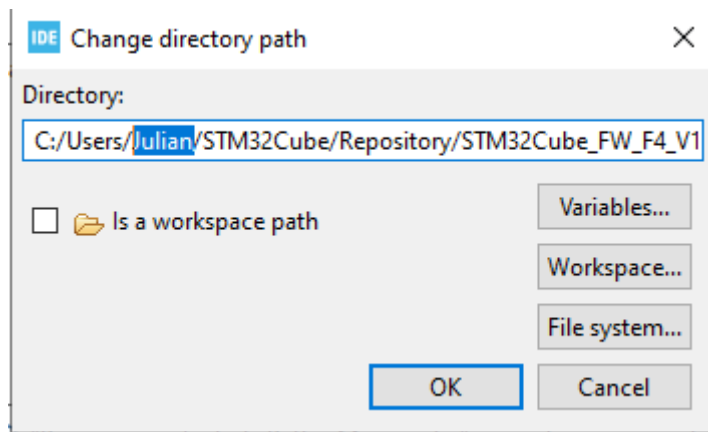 IDE Change directory path
Directory:
C:/Users/Julian/STM32Cube/Repository/STM32Cube_FW_F4_V1
Is a workspace path
Variables...
Workspace...
File system...
OK
Cancel